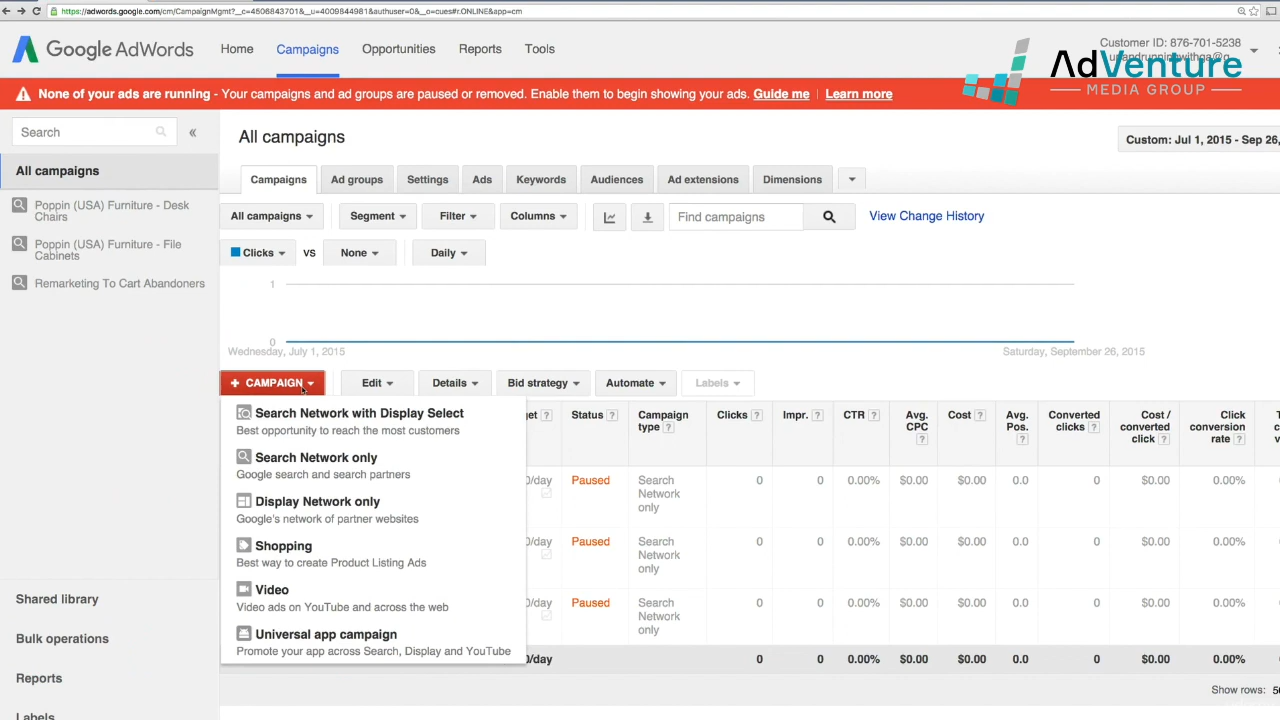 https://adwords.google.com/cm/CampaignMgmt?__c=4506843701&__u=4009844981&authuser=0&__o=cues#r.ONLINE&app=cm
Google AdWords
Home
Campaigns
Opportunities
Reports
Tools
Customer ID: 876-701-5238
AdVenture
MEDIA GROUP
None of your ads are running - Your campaigns and ad groups are paused or removed. Enable them to begin showing your ads. Guide me | Learn more
Search
«
All campaigns
Poppin (USA) Furniture - Desk
Chairs
Poppin (USA) Furniture - File
Cabinets
Remarketing To Cart Abandoners
Shared library
Bulk operations
Reports
Labels
All campaigns
Custom: Jul 1, 2015 - Sep 26,
Campaigns
Ad groups
Settings
Ads
Keywords
Audiences
Ad extensions
Dimensions
All campaigns
Segment
Filter
Columns
Find campaigns
View Change History
Clicks
VS
None
Daily
1
0
Wednesday, July 1, 2015
Saturday, September 26, 2015
+ CAMPAIGN
Edit
Details
Bid strategy
Automate
Labels
Search Network with Display Select
Best opportunity to reach the most customers
Search Network only
Google search and search partners
Display Network only
Google's network of partner websites
Shopping
Best way to create Product Listing Ads
Video
Video ads on YouTube and across the web
Universal app campaign
Promote your app across Search, Display and YouTube
get ?
Status ?
Campaign
type ?
Clicks ?
Impr. ?
CTR ?
Avg.
CPC
?
Cost ?
Avg.
Pos.
?
Converted
clicks ?
Cost /
converted
click ?
Click
conversion
rate ?
0/day
Paused
Search
Network
only
0
0
0.00%
$0.00
$0.00
0.0
0
$0.00
0.00%
0/day
Paused
Search
Network
only
0
0
0.00%
$0.00
$0.00
0.0
0
$0.00
0.00%
0/day
Paused
Search
Network
only
0
0
0.00%
$0.00
$0.00
0.0
0
$0.00
0.00%
0/day
0
0
0.00%
$0.00
$0.00
0.0
0
$0.00
0.00%
Show rows: 50